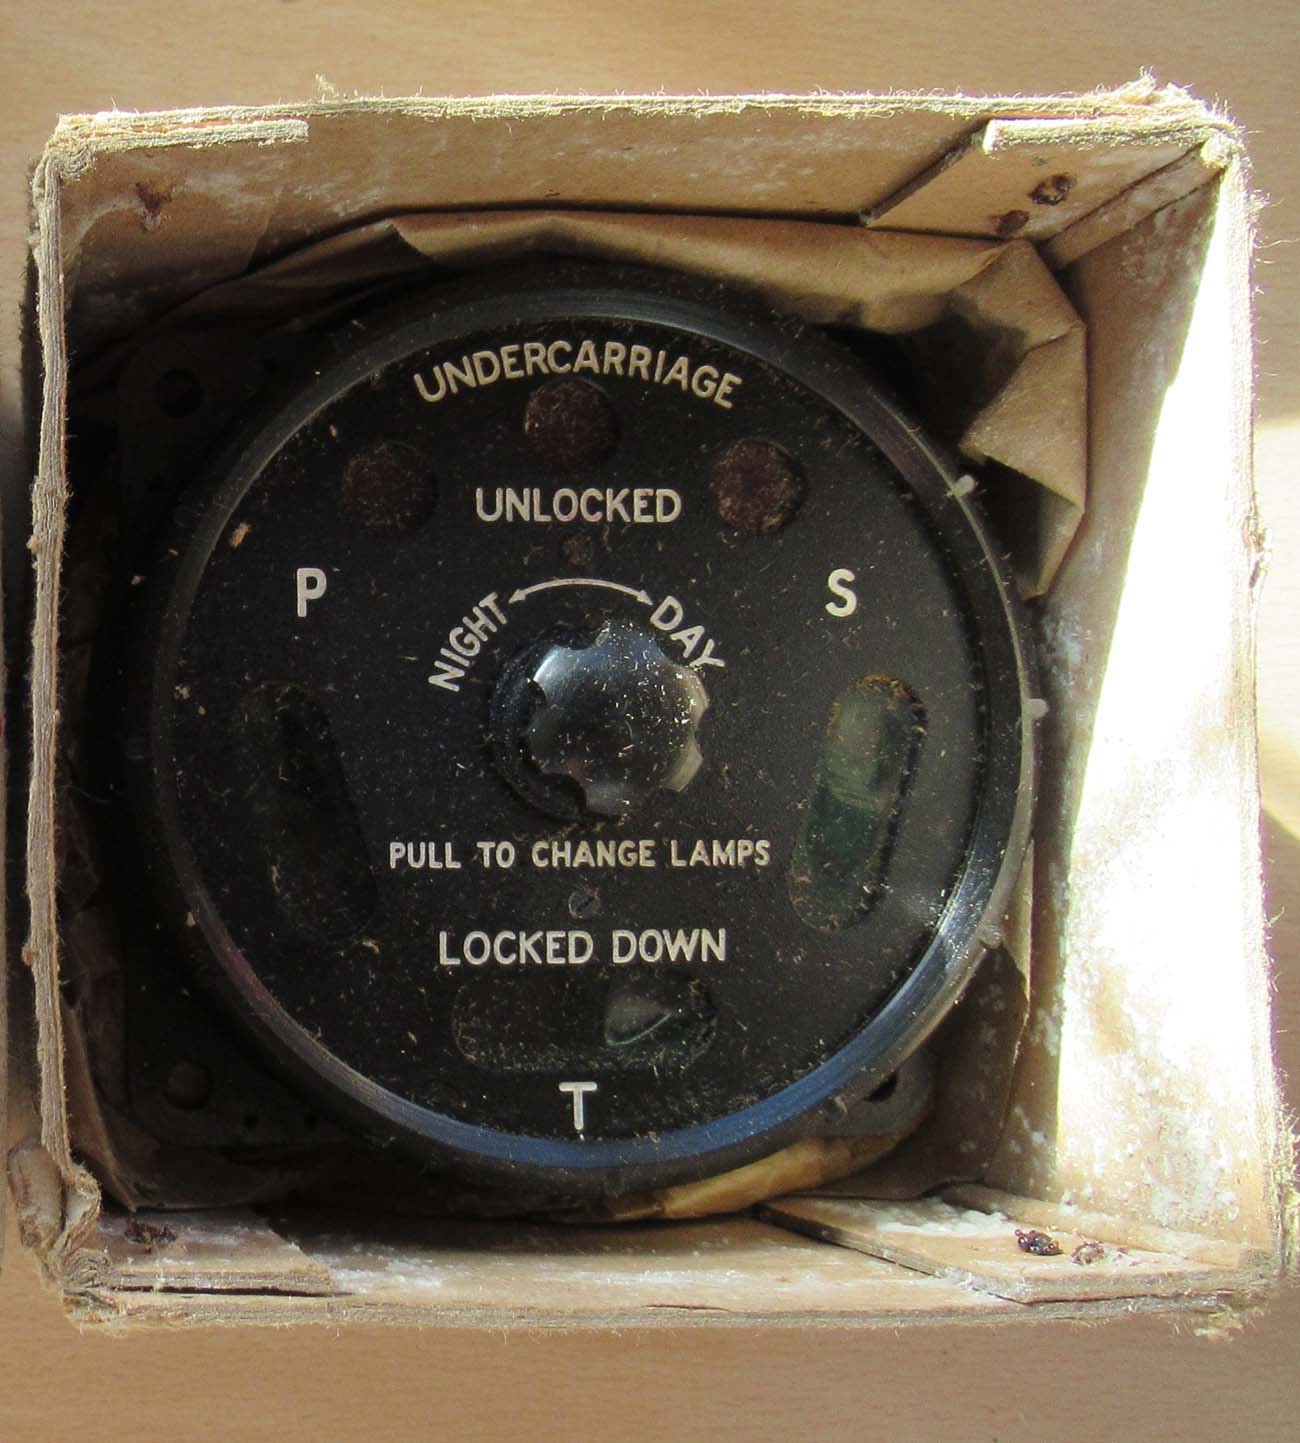 UNDERCARRIAGE
UNLOCKED
P
S
NIGHT
DAY
PULL TO CHANGE LAMPS
LOCKED DOWN
T